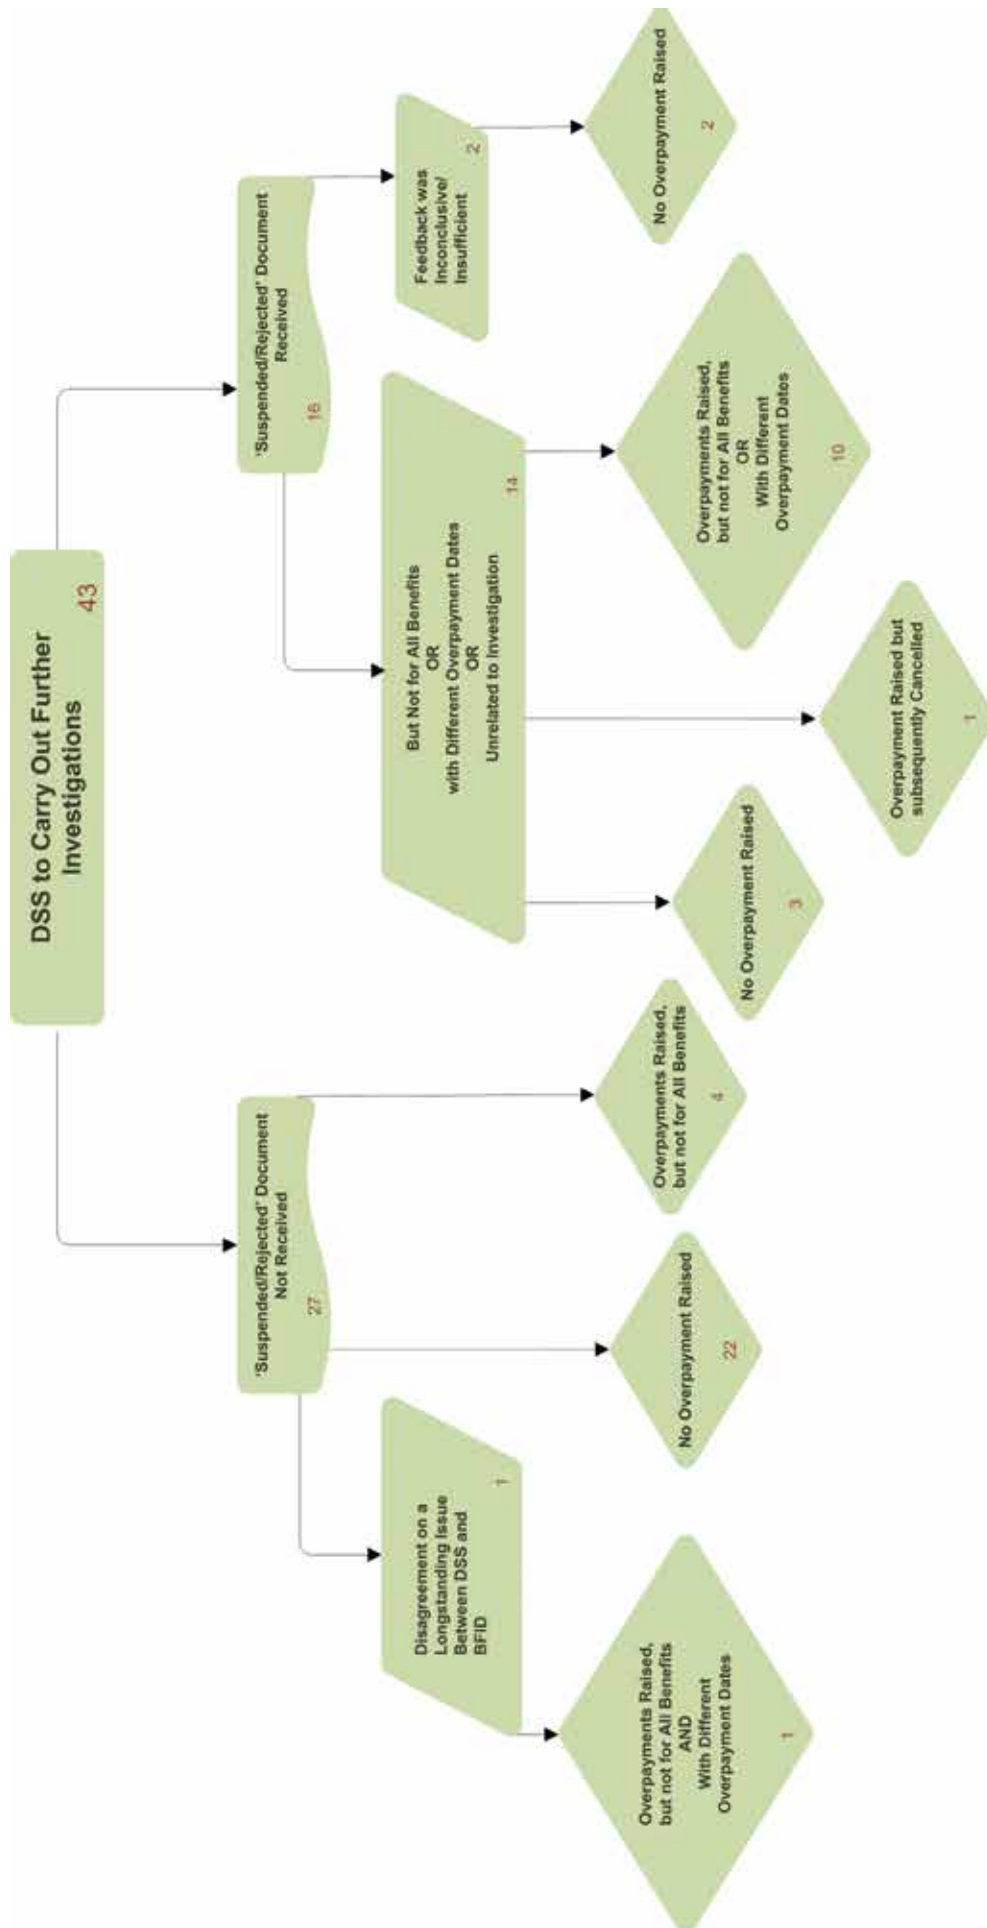 DSS to Carry Out Further
Investigations
43
'Suspended/Rejected' Document
Not Received
27
'Suspended/Rejected' Document
Received
16
Disagreement on a
Longstanding Issue
Between DSS and
BFID
1
But Not for All Benefits
OR
with Different Overpayment Dates
OR
Unrelated to Investigation
14
Feedback was
Inconclusive/
Insufficient
2
Overpayments Raised,
but not for All Benefits
AND
With Different
Overpayment Dates
1
No Overpayment Raised
22
Overpayments Raised,
but not for All Benefits
4
No Overpayment Raised
3
Overpayment Raised but
subsequently Cancelled
1
Overpayments Raised,
but not for All Benefits
OR
With Different
Overpayment Dates
10
No Overpayment Raised
2